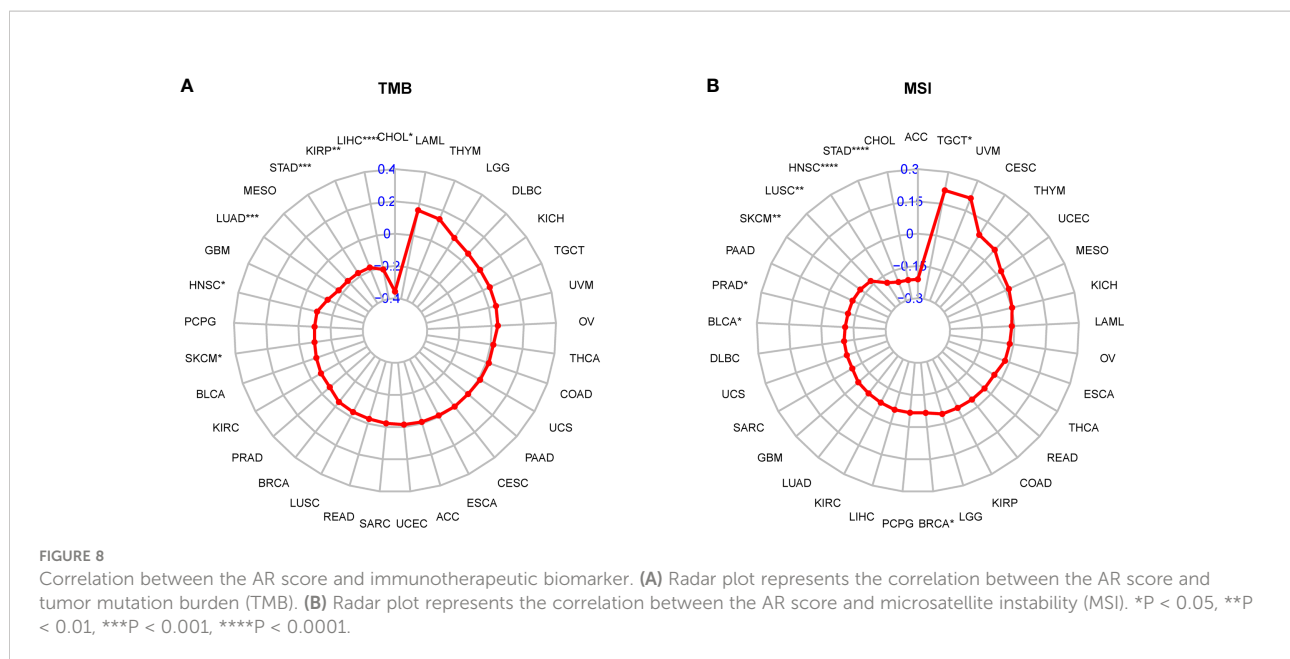 A
TMB
B
MSI
CHOL*
LAML
THYM
LGG
DLBC
KICH
TGCT
UVM
OV
THCA
COAD
UCS
PAAD
CESC
ESCA
ACC
UCEC
SARC
READ
LUSC
BRCA
PRAD
KIRC
BLCA
SKCM*
PCPG
HNSC*
GBM
LUAD***
MESO
STAD***
KIRP**
LIHC****
0.4
0.2
0
−0.2
−0.4
ACC
TGCT*
UVM
CESC
THYM
UCEC
MESO
KICH
LAML
OV
ESCA
THCA
READ
COAD
KIRP
LGG
BRCA*
PCPG
LIHC
KIRC
LUAD
GBM
SARC
UCS
DLBC
BLCA*
PRAD*
PAAD
SKCM**
LUSC**
HNSC****
STAD****
CHOL
0.3
0.15
0
−0.15
−0.3
FIGURE 8
Correlation between the AR score and immunotherapeutic biomarker. (A) Radar plot represents the correlation between the AR score and
tumor mutation burden (TMB). (B) Radar plot represents the correlation between the AR score and microsatellite instability (MSI). *P < 0.05, **P
< 0.01, ***P < 0.001, ****P < 0.0001.